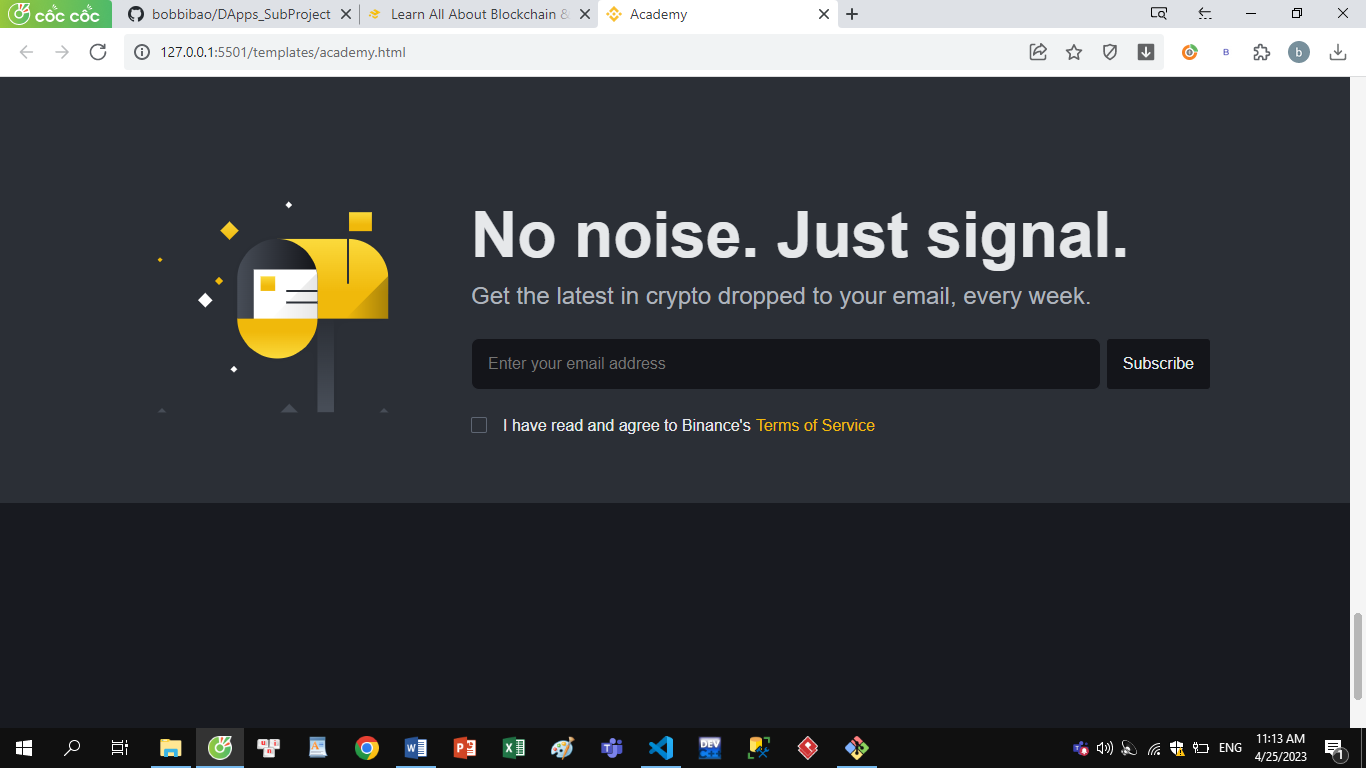 cốc cốc
bobbibao/DApps_SubProject
Learn All About Blockchain &
Academy
127.0.0.1:5501/templates/academy.html
B
b
No noise. Just signal.
Get the latest in crypto dropped to your email, every week.
Enter your email address
Subscribe
I have read and agree to Binance's Terms of Service
DEV
ENG
11:13 AM
4/25/2023
1